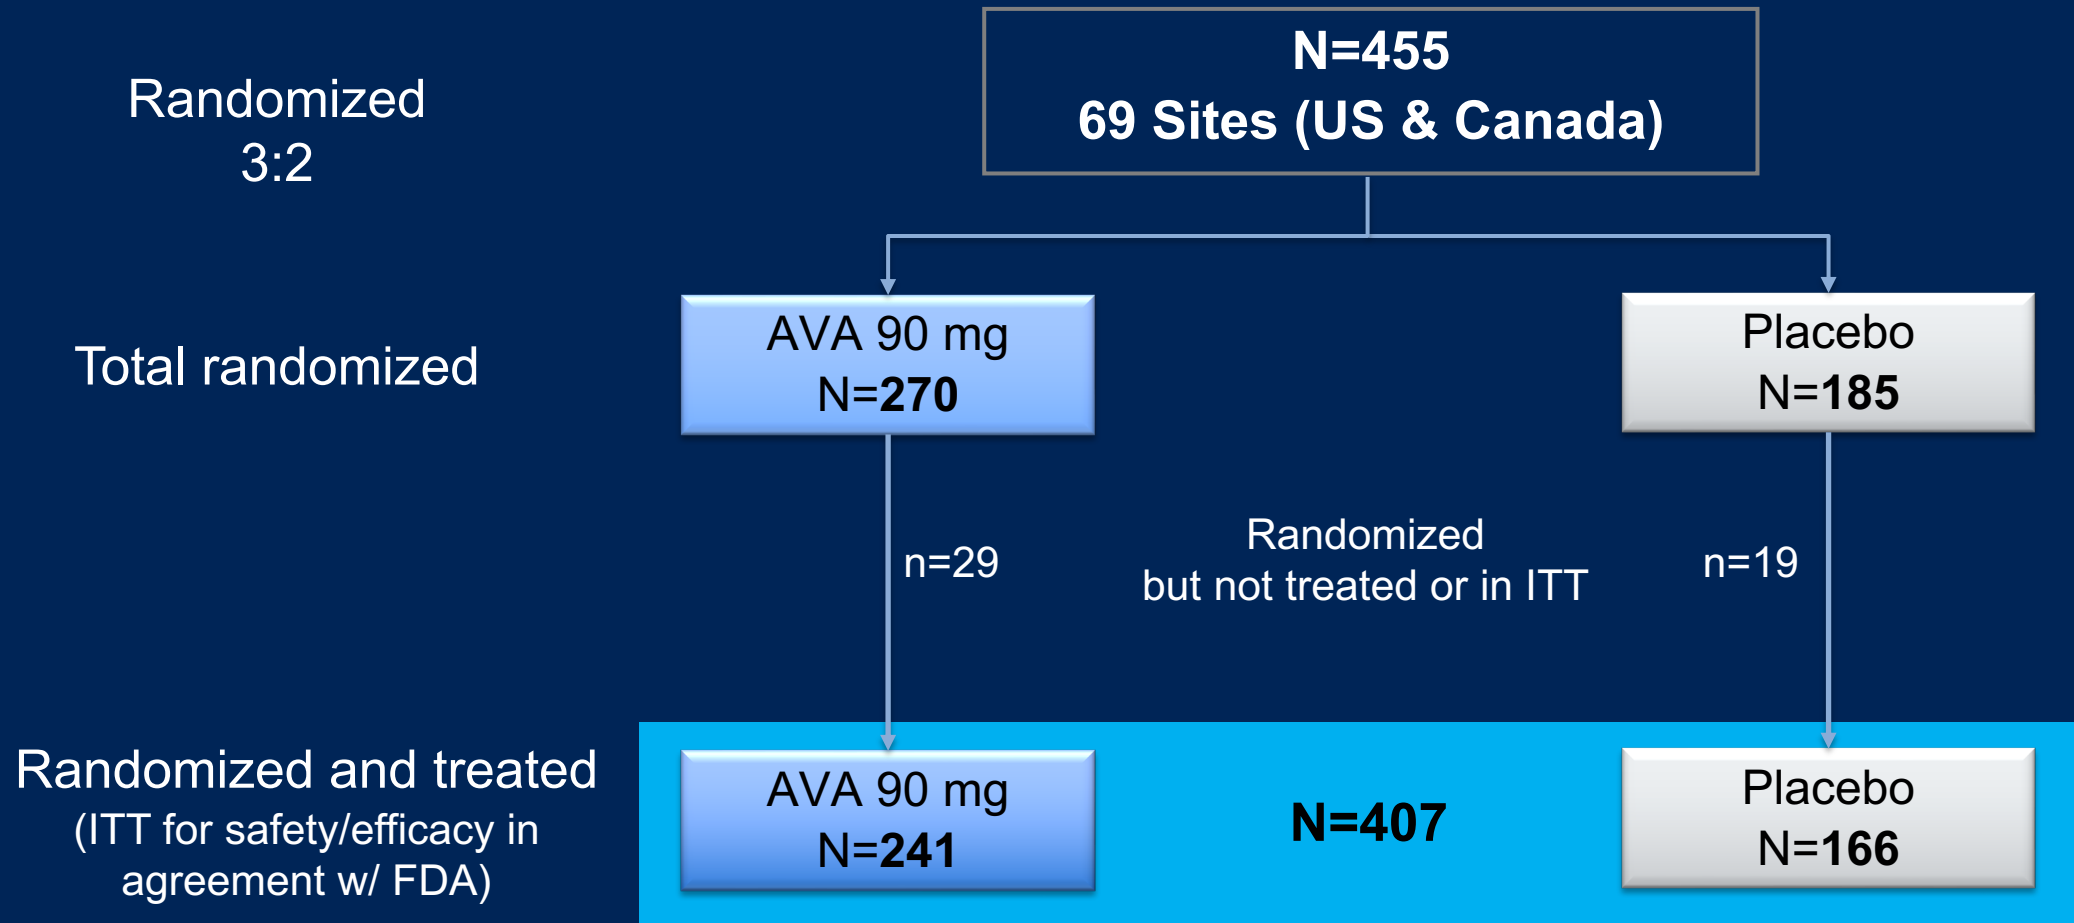 N=455
69 Sites (US & Canada)
Randomized
3:2
Total randomized
AVA 90 mg
N=270
Placebo
N=185
n=29
Randomized
but not treated or in ITT
n=19
Randomized and treated
(ITT for safety/efficacy in
agreement w/ FDA)
AVA 90 mg
N=241
N=407
Placebo
N=166